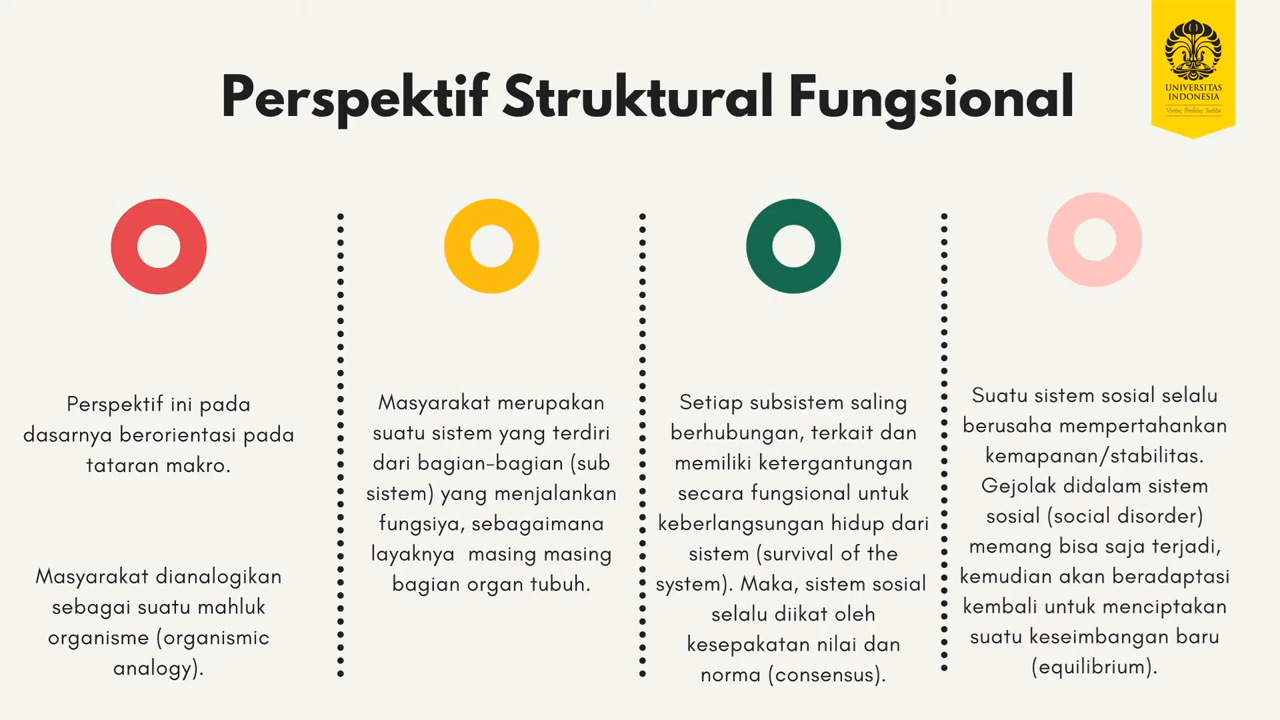 Perspektif Struktural Fungsional
UNIVERSITAS
INDONESIA
Veritas, Probitas, Iustitia
Perspektif ini pada
dasarnya berorientasi pada
tataran makro.
Masyarakat dianalogikan
sebagai suatu mahluk
organisme (organismic
analogy).
Masyarakat merupakan
suatu sistem yang terdiri
dari bagian-bagian (sub
sistem) yang menjalankan
fungsiya, sebagaimana
layaknya  masing masing
bagian organ tubuh.
Setiap subsistem saling
berhubungan, terkait dan
memiliki ketergantungan
secara fungsional untuk
keberlangsungan hidup dari
sistem (survival of the
system). Maka, sistem sosial
selalu diikat oleh
kesepakatan nilai dan
norma (consensus).
Suatu sistem sosial selalu
berusaha mempertahankan
kemapanan/stabilitas.
Gejolak didalam sistem
sosial (social disorder)
memang bisa saja terjadi,
kemudian akan beradaptasi
kembali untuk menciptakan
suatu keseimbangan baru
(equilibrium).